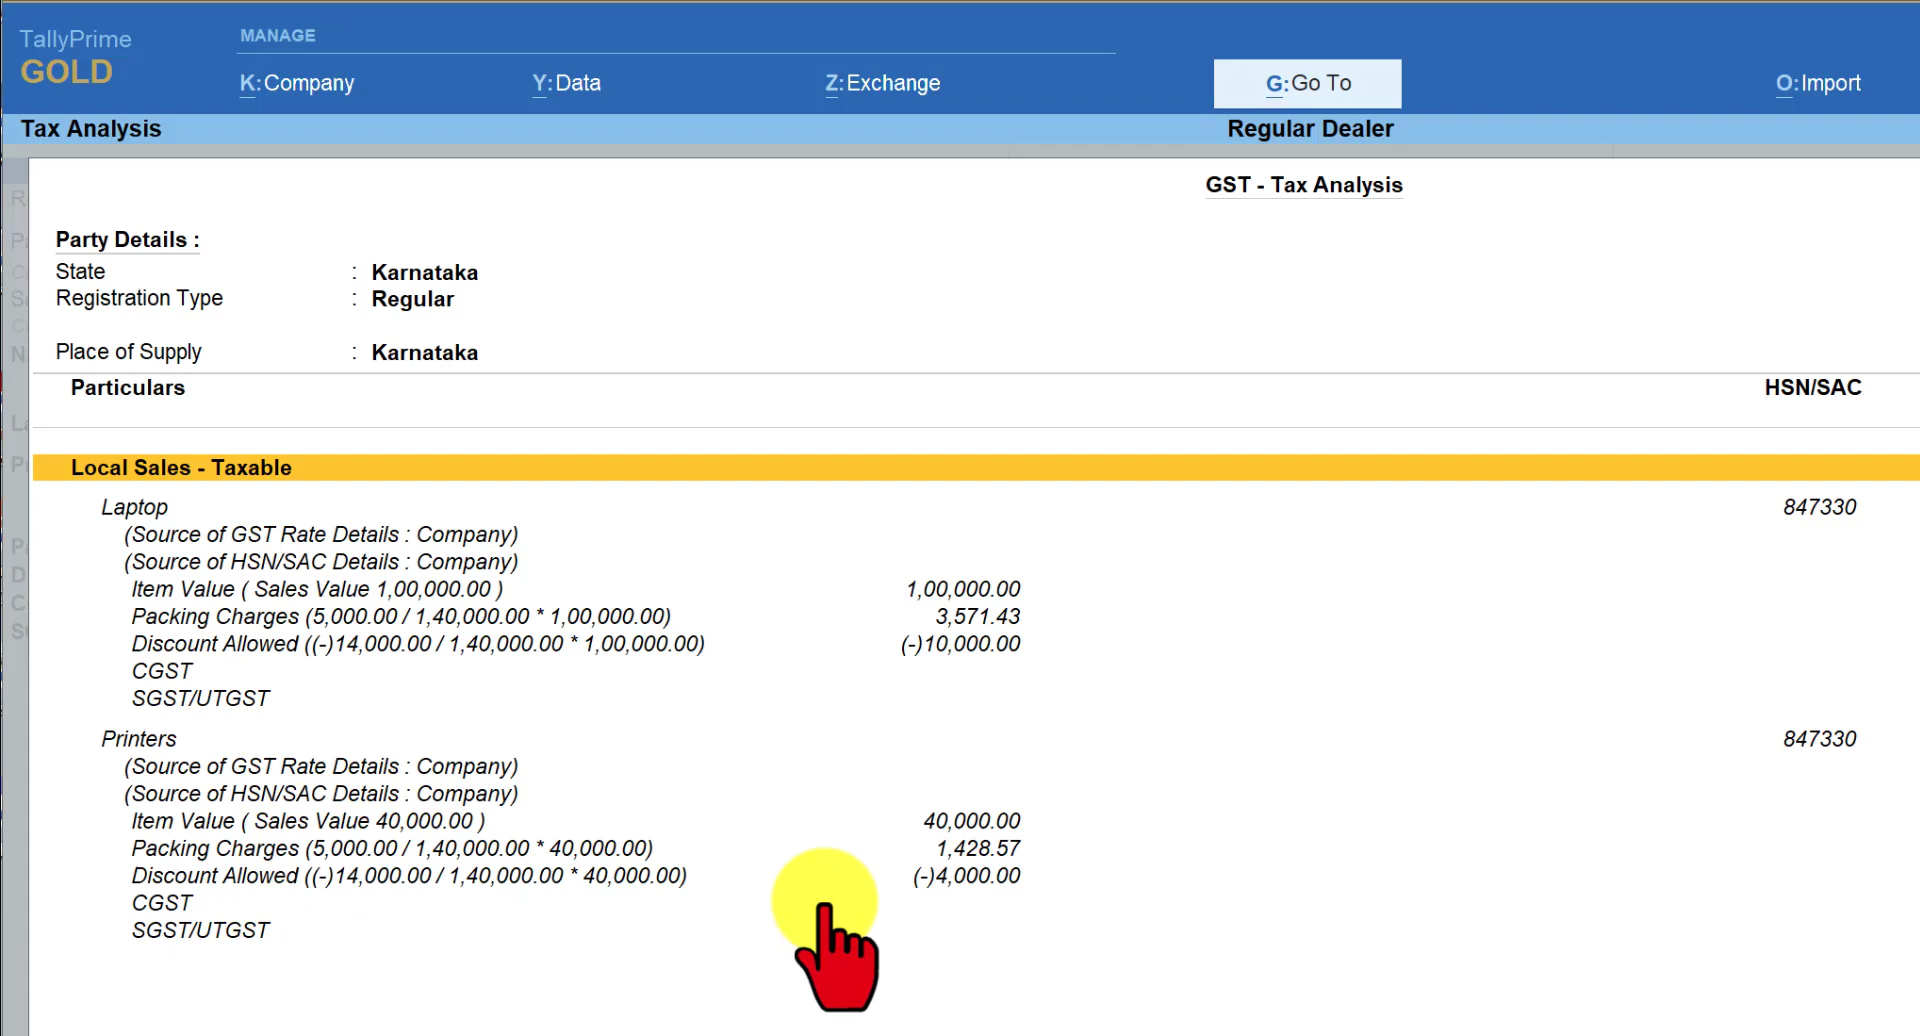 TallyPrime
GOLD
MANAGE
K:Company
Y:Data
Z:Exchange
G:Go To
O:Import
Tax Analysis
Regular Dealer
GST - Tax Analysis
Party Details :
State : Karnataka
Registration Type : Regular
Place of Supply : Karnataka
Particulars HSN/SAC
Local Sales - Taxable
Laptop 847330
(Source of GST Rate Details : Company)
(Source of HSN/SAC Details : Company)
Item Value ( Sales Value 1,00,000.00 ) 1,00,000.00
Packing Charges (5,000.00 / 1,40,000.00 * 1,00,000.00) 3,571.43
Discount Allowed ((-)14,000.00 / 1,40,000.00 * 1,00,000.00) (-)10,000.00
CGST
SGST/UTGST
Printers 847330
(Source of GST Rate Details : Company)
(Source of HSN/SAC Details : Company)
Item Value ( Sales Value 40,000.00 ) 40,000.00
Packing Charges (5,000.00 / 1,40,000.00 * 40,000.00) 1,428.57
Discount Allowed ((-)14,000.00 / 1,40,000.00 * 40,000.00) (-)4,000.00
CGST
SGST/UTGST